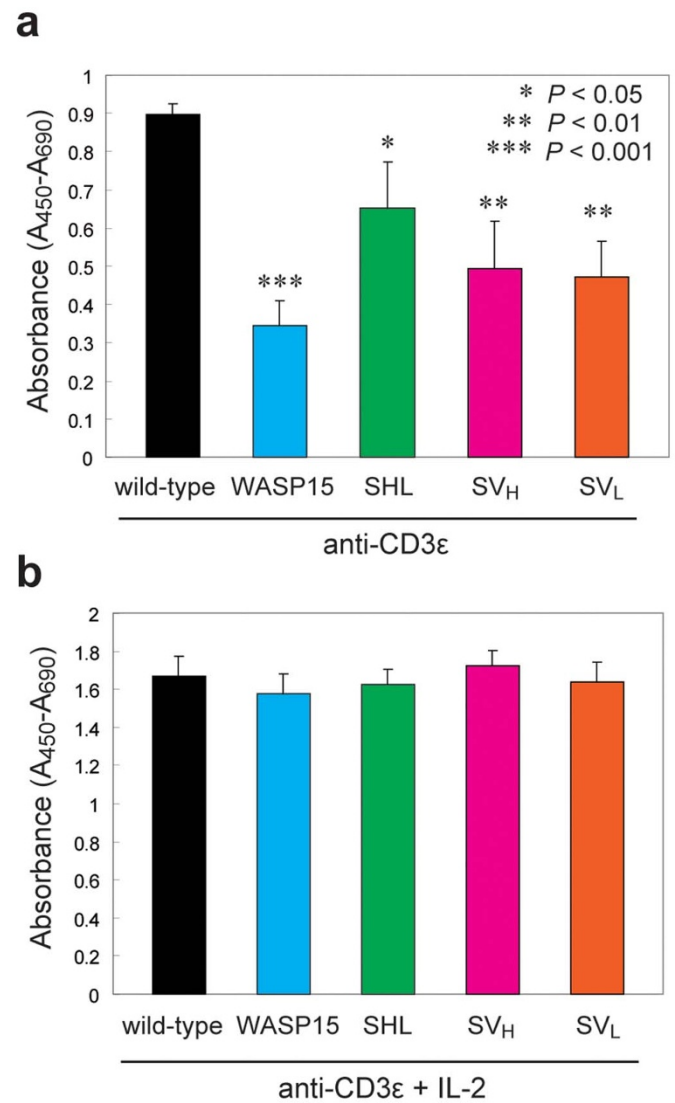 a
Absorbance (A450-A690)
1
0.9
0.8
0.7
0.6
0.5
0.4
0.3
0.2
0.1
0
* P < 0.05
** P < 0.01
*** P < 0.001
***
*
**
**
wild-type WASP15 SHL SVH SVL
anti-CD3ε
b
Absorbance (A450-A690)
2
1.8
1.6
1.4
1.2
1
0.8
0.6
0.4
0.2
0
wild-type WASP15 SHL SVH SVL
anti-CD3ε + IL-2